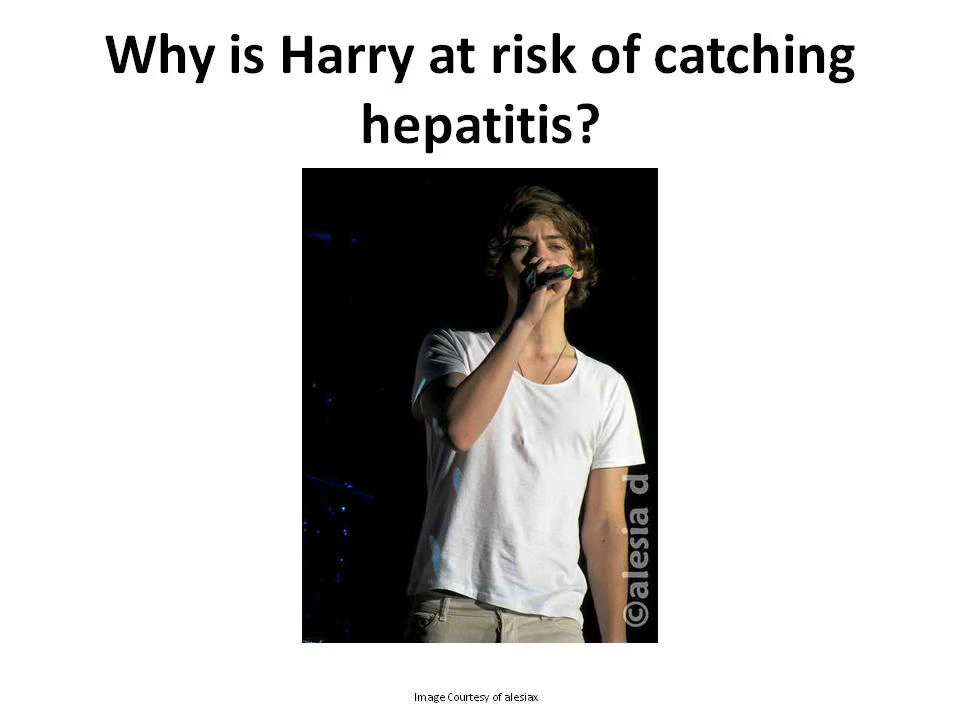 Why is Harry at risk of catching
hepatitis?
©alesia d
Image Courtesy of alesiax